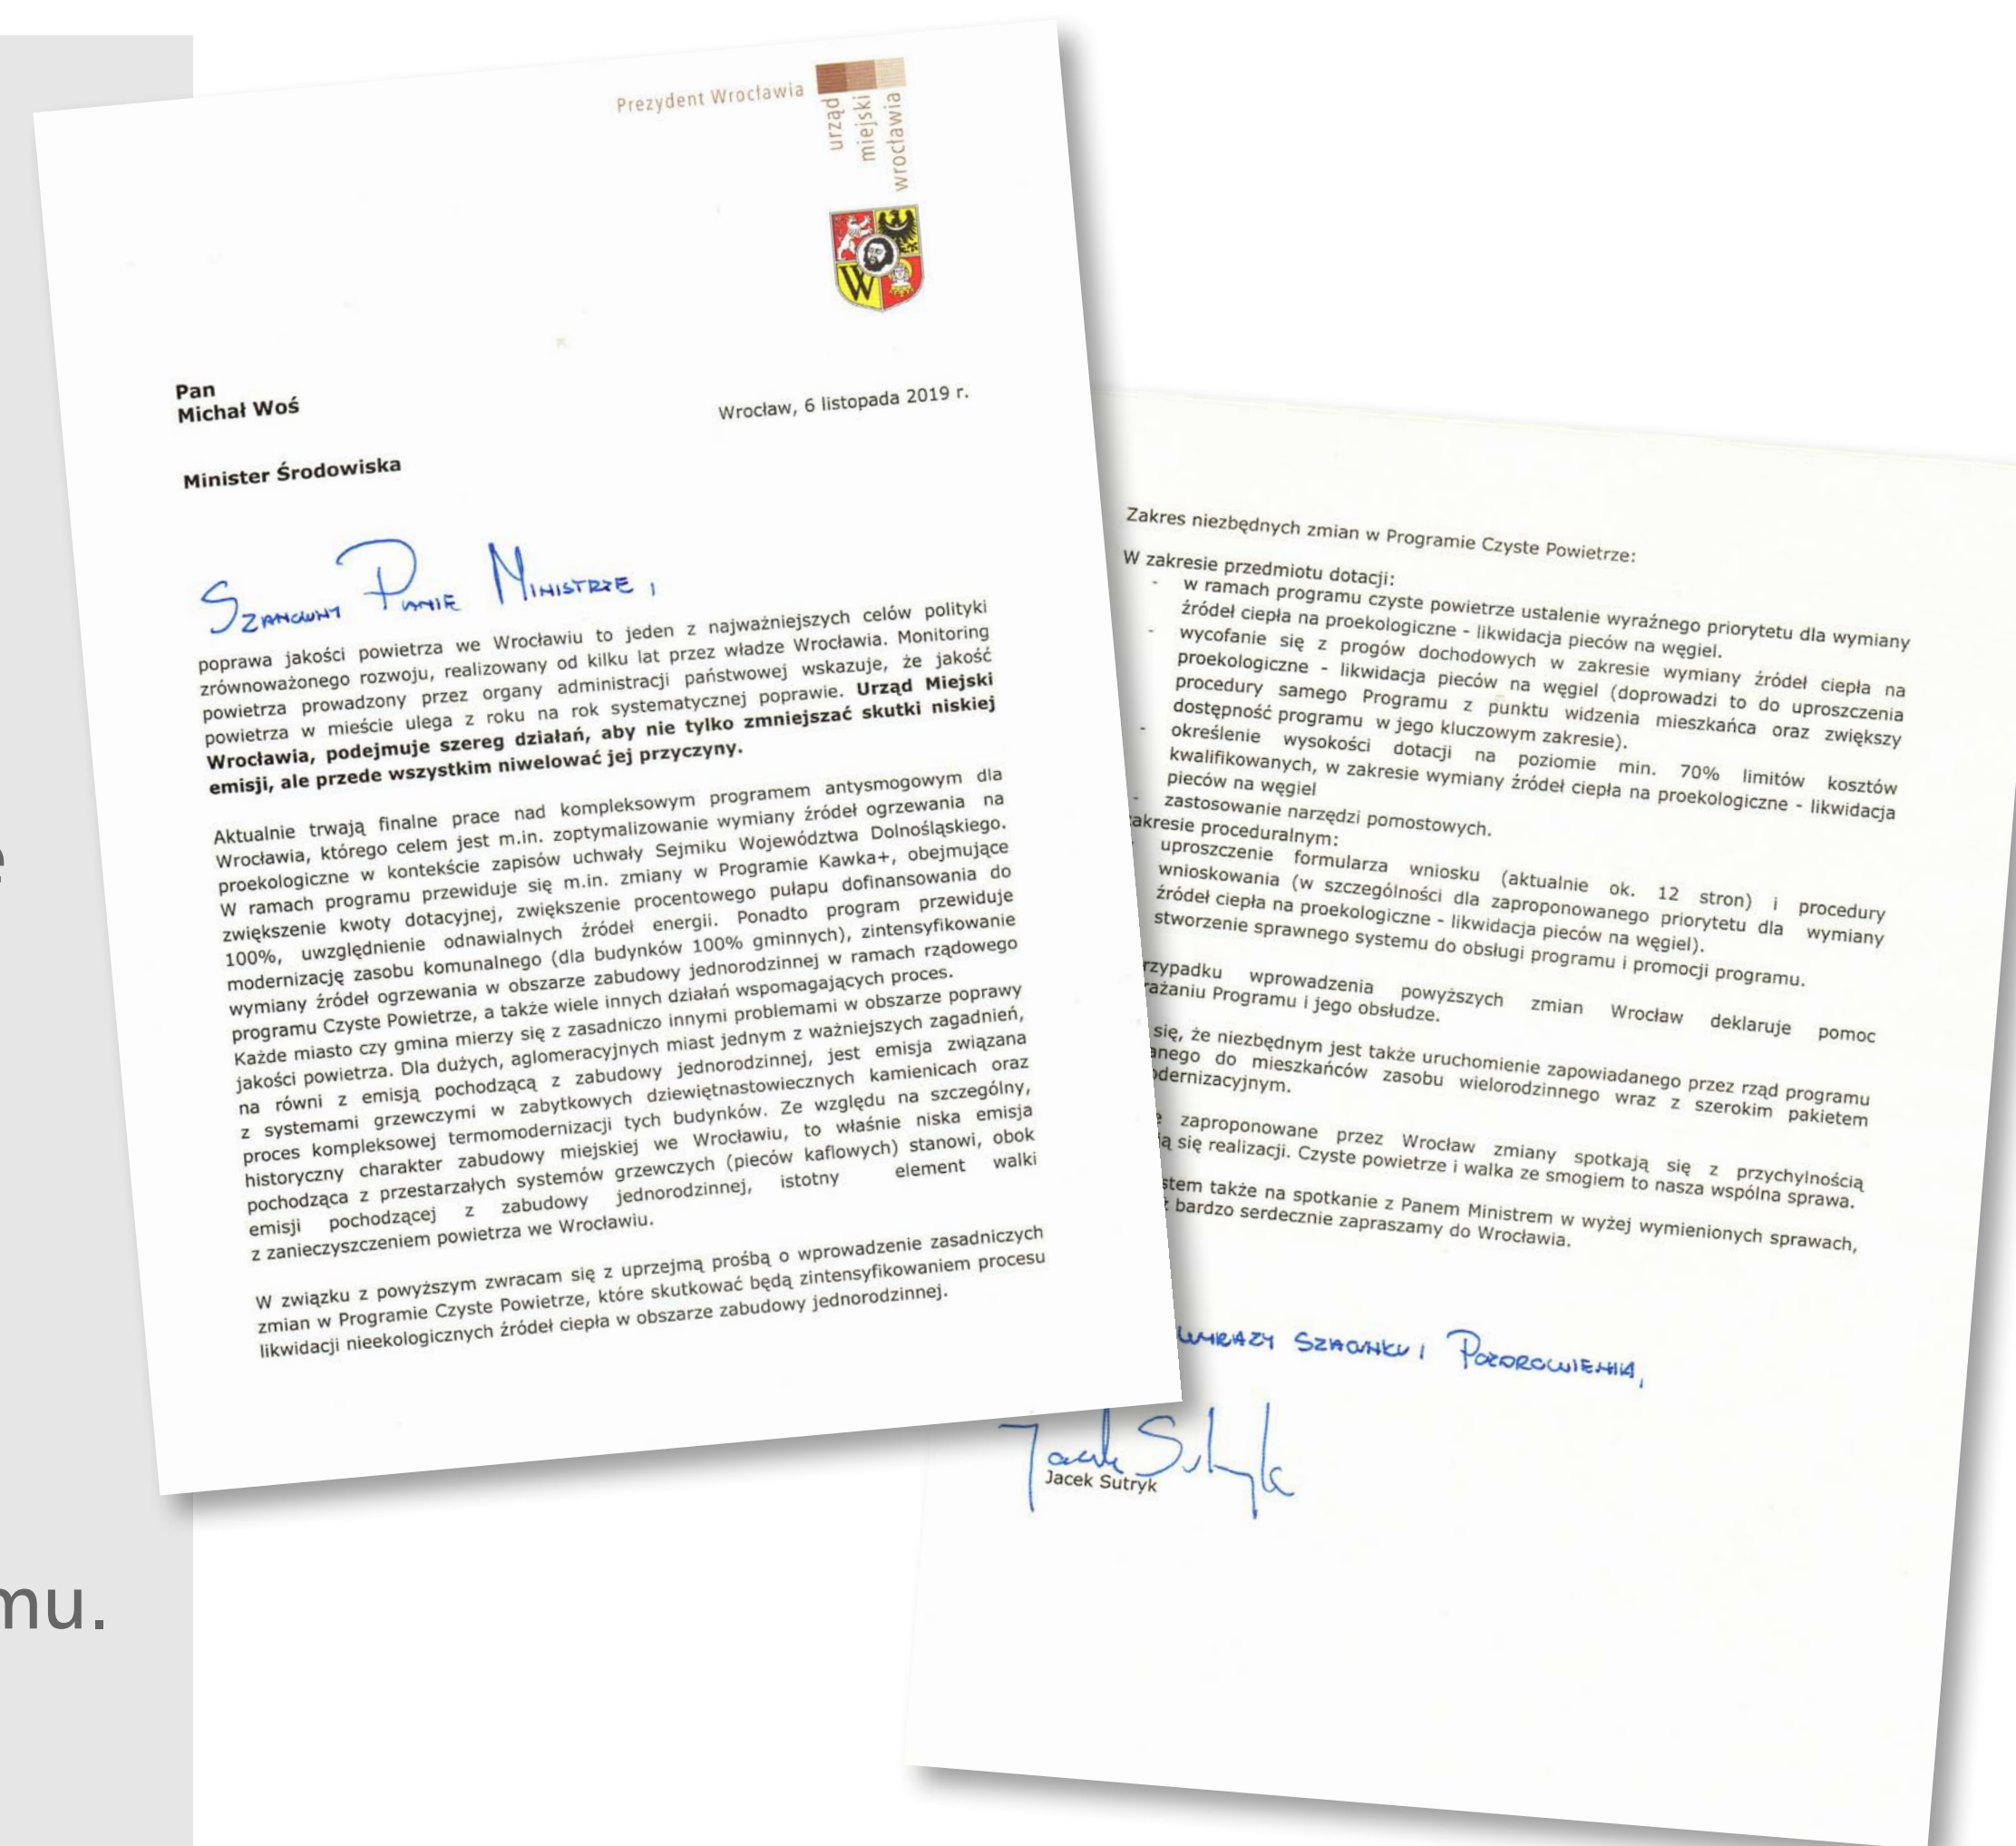 Prezydent Wrocławia
urząd
miejski
wrocławia
Pan
Michał Woś
Wrocław, 6 listopada 2019 r.
Minister Środowiska
SZANOWNY PANIE MINISTRZE,
poprawa jakości powietrza we Wrocławiu to jeden z najważniejszych celów polityki
zrównoważonego rozwoju, realizowany od kilku lat przez władze Wrocławia. Monitoring
powietrza prowadzony przez organy administracji państwowej wskazuje, że jakość
powietrza w mieście ulega z roku na rok systematycznej poprawie. Urząd Miejski
Wrocławia, podejmuje szereg działań, aby nie tylko zmniejszać skutki niskiej
emisji, ale przede wszystkim niwelować jej przyczyny.
Aktualnie trwają finalne prace nad kompleksowym programem antysmogowym dla
Wrocławia, którego celem jest m.in. zoptymalizowanie wymiany źródeł ogrzewania na
proekologiczne w kontekście zapisów uchwały Sejmiku Województwa Dolnośląskiego.
W ramach programu przewiduje się m.in. zmiany w Programie Kawka+, obejmujące
zwiększenie kwoty dotacyjnej, zwiększenie procentowego pułapu dofinansowania do
100%, uwzględnienie odnawialnych źródeł energii. Ponadto program przewiduje
modernizację zasobu komunalnego (dla budynków 100% gminnych), zintensyfikowanie
wymiany źródeł ogrzewania w obszarze zabudowy jednorodzinnej w ramach rządowego
programu Czyste Powietrze, a także wiele innych działań wspomagających proces.
Każde miasto czy gmina mierzy się z zasadniczo innymi problemami w obszarze poprawy
jakości powietrza. Dla dużych, aglomeracyjnych miast jednym z ważniejszych zagadnień,
na równi z emisją pochodzącą z zabudowy jednorodzinnej, jest emisja związana
z systemami grzewczymi w zabytkowych dziewiętnastowiecznych kamienicach oraz
proces kompleksowej termomodernizacji tych budynków. Ze względu na szczególny,
historyczny charakter zabudowy miejskiej we Wrocławiu, to właśnie niska emisja
pochodząca z przestarzałych systemów grzewczych (pieców kaflowych) stanowi, obok
emisji pochodzącej z zabudowy jednorodzinnej, istotny element walki
z zanieczyszczeniem powietrza we Wrocławiu.
W związku z powyższym zwracam się z uprzejmą prośbą o wprowadzenie zasadniczych
zmian w Programie Czyste Powietrze, które skutkować będą zintensyfikowaniem procesu
likwidacji nieekologicznych źródeł ciepła w obszarze zabudowy jednorodzinnej.
Zakres niezbędnych zmian w Programie Czyste Powietrze:
W zakresie przedmiotu dotacji:
- w ramach programu czyste powietrze ustalenie wyraźnego priorytetu dla wymiany
źródeł ciepła na proekologiczne - likwidacja pieców na węgiel.
- wycofanie się z progów dochodowych w zakresie wymiany źródeł ciepła na
proekologiczne - likwidacja pieców na węgiel (doprowadzi to do uproszczenia
procedury samego Programu z punktu widzenia mieszkańca oraz zwiększy
dostępność programu w jego kluczowym zakresie).
- określenie wysokości dotacji na poziomie min. 70% limitów kosztów
kwalifikowanych, w zakresie wymiany źródeł ciepła na proekologiczne - likwidacja
pieców na węgiel
- zastosowanie narzędzi pomostowych.
akresie proceduralnym:
uproszczenie formularza wniosku (aktualnie ok. 12 stron) i procedury
wnioskowania (w szczególności dla zaproponowanego priorytetu dla wymiany
źródeł ciepła na proekologiczne - likwidacja pieców na węgiel).
stworzenie sprawnego systemu do obsługi programu i promocji programu.
rzypadku wprowadzenia powyższych zmian Wrocław deklaruje pomoc
rażaniu Programu i jego obsłudze.
się, że niezbędnym jest także uruchomienie zapowiadanego przez rząd programu
anego do mieszkańców zasobu wielorodzinnego wraz z szerokim pakietem
odernizacyjnym.
zaproponowane przez Wrocław zmiany spotkają się z przychylnością
ą się realizacji. Czyste powietrze i walka ze smogiem to nasza wspólna sprawa.
stem także na spotkanie z Panem Ministrem w wyżej wymienionych sprawach,
ż bardzo serdecznie zapraszamy do Wrocławia.
WYRAZY SZACUNKU I POZDROWIENIA,
Jacek Sutryk
Jacek Sutryk
e
mu.